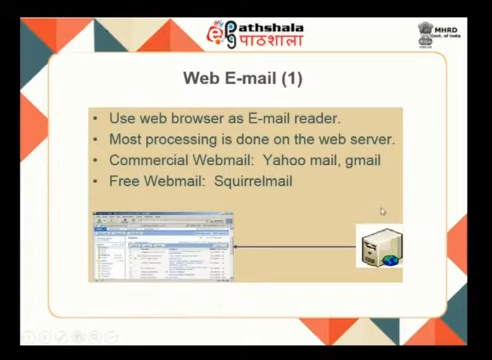 ePathshala
पाठशाला
MHRD
Govt. of India
Web E-mail (1)
• Use web browser as E-mail reader.
• Most processing is done on the web server.
• Commercial Webmail: Yahoo mail, gmail
• Free Webmail: Squirrelmail